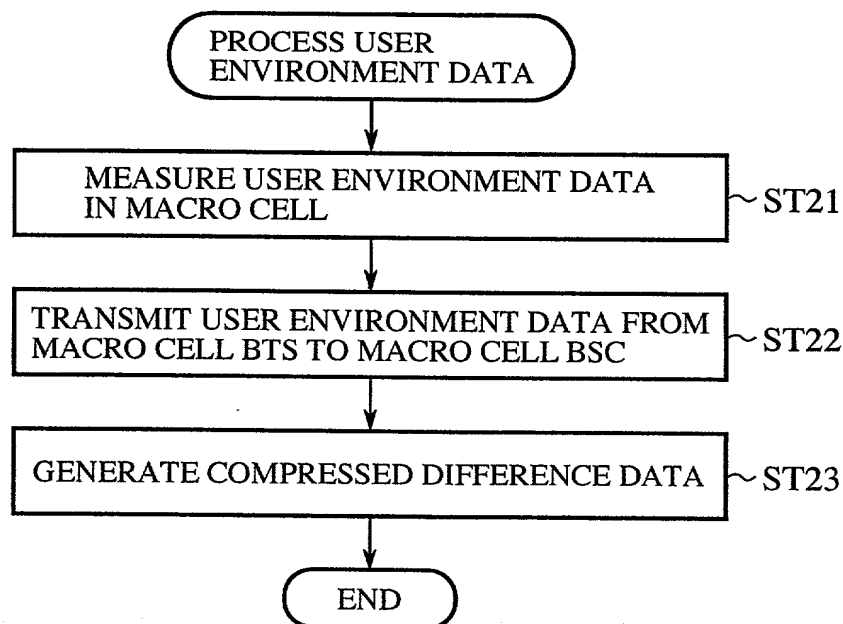 PROCESS USER
ENVIRONMENT DATA
MEASURE USER ENVIRONMENT DATA
IN MACRO CELL
ST21
TRANSMIT USER ENVIRONMENT DATA FROM
MACRO CELL BTS TO MACRO CELL BSC
ST22
GENERATE COMPRESSED DIFFERENCE DATA
ST23
END